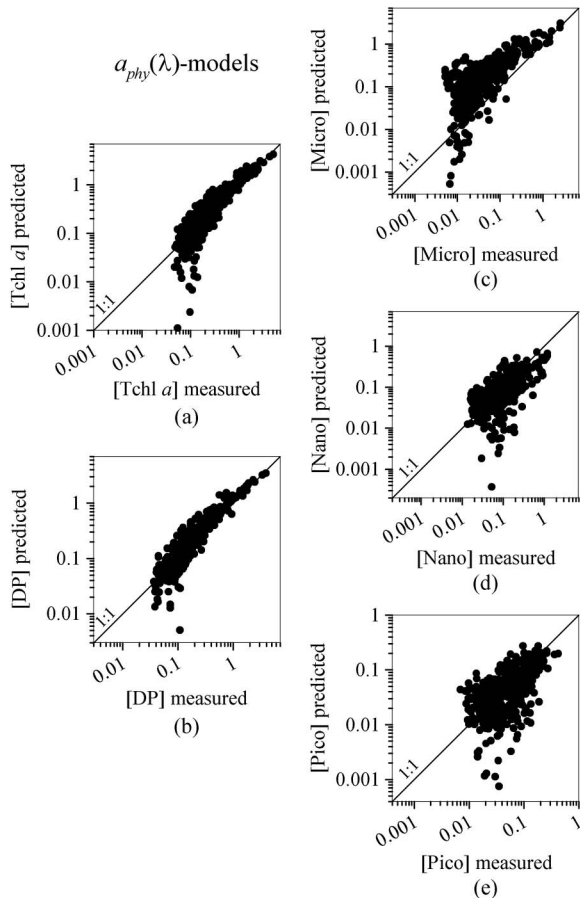 a_phy(λ)-models
[Tchl a] predicted
1
0.1
0.01
0.001
1:1
0.001
0.01
0.1
1
[Tchl a] measured
(a)
[DP] predicted
1
0.1
0.01
1:1
0.01
0.1
1
[DP] measured
(b)
[Micro] predicted
1
0.1
0.01
0.001
1:1
0.001
0.01
0.1
1
[Micro] measured
(c)
[Nano] predicted
1
0.1
0.01
0.001
1:1
0.001
0.01
0.1
1
[Nano] measured
(d)
[Pico] predicted
1
0.1
0.01
0.001
1:1
0.001
0.01
0.1
1
[Pico] measured
(e)